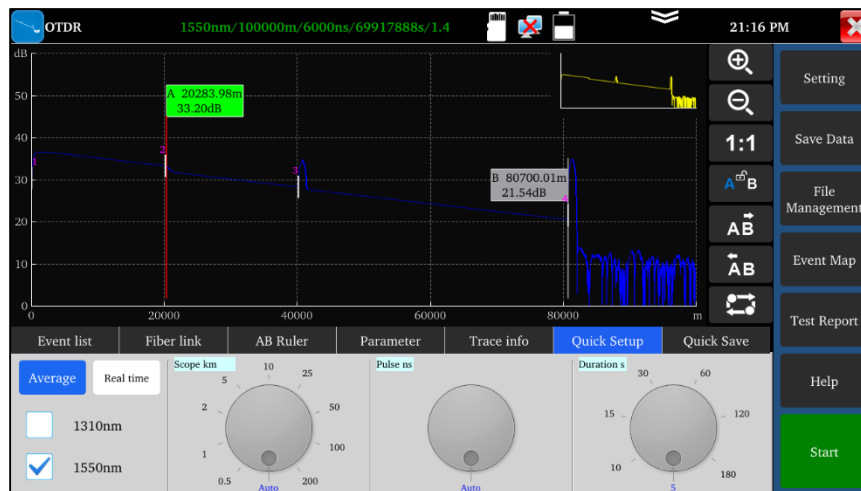 OTDR
1550nm/100000m/6000ns/69917888s/1.4
21:16 PM
dB
50
40
30
20
10
0
0
20000
40000
60000
80000
m
A 20283.98m
33.20dB
B 80700.01m
21.54dB
1
2
3
4
1:1
A B
AB
AB
Setting
Save Data
File
Management
Event Map
Test Report
Help
Start
Event list
Fiber link
AB Ruler
Parameter
Trace info
Quick Setup
Quick Save
Average
Real time
1310nm
1550nm
Scope km
0.5
1
2
5
10
25
50
100
200
Auto
Pulse ns
Auto
Duration s
10
15
30
60
120
180
5